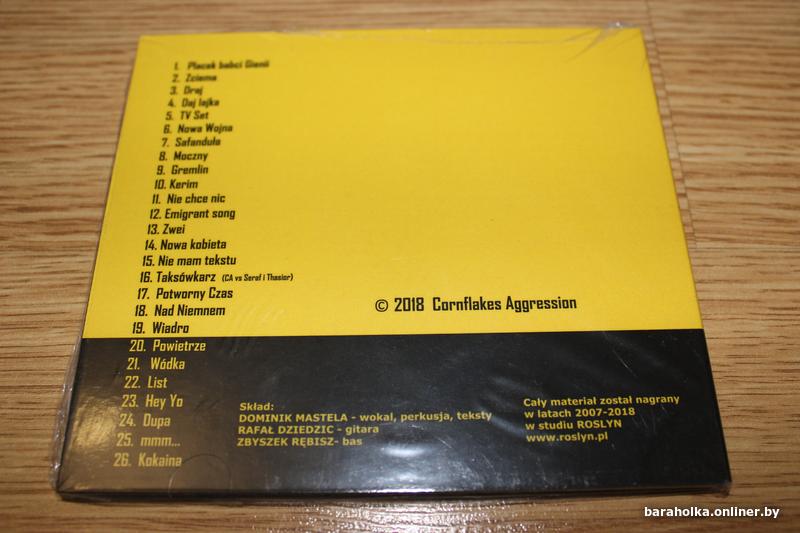 1. Placek babci Gienii
2. Zciema
3. Draj
4. Daj lajka
5. TV Set
6. Nowa Wojna
7. Safanduła
8. Moczny
9. Gremlin
10. Kerim
11. Nie chce nic
12. Emigrant song
13. Zwei
14. Nowa kobieta
15. Nie mam tekstu
16. Taksówkarz (CA vs Seraf i Thasior)
17. Potworny Czas
18. Nad Niemnem
19. Wiadro
20. Powietrze
21. Wódka
22. List
23. Hey Yo
24. Dupa
25. mmm...
26. Kokaina
© 2018 Cornflakes Aggression
Skład:
DOMINIK MASTELA - wokal, perkusja, teksty
RAFAŁ DZIEDZIC - gitara
ZBYSZEK RĘBISZ- bas
Cały material został nagrany
w latach 2007-2018
w studiu ROSLYN
www.roslyn.pl
baraholka.onliner.by